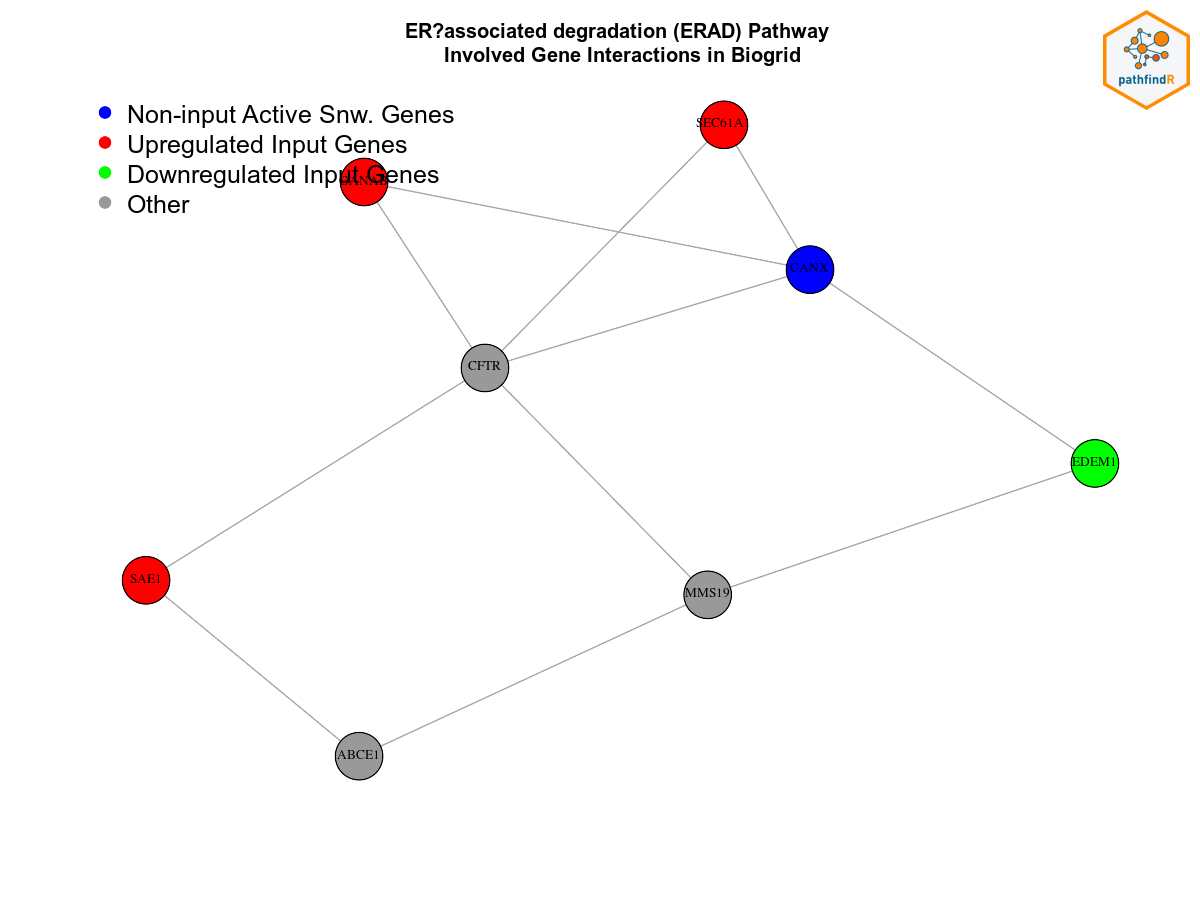 ER?associated degradation (ERAD) Pathway
Involved Gene Interactions in Biogrid
pathfindR
Non-input Active Snw. Genes
Upregulated Input Genes
Downregulated Input Genes
Other
SEC61A1
CANX
CFTR
EDEM1
SAE1
MMS19
ABCE1